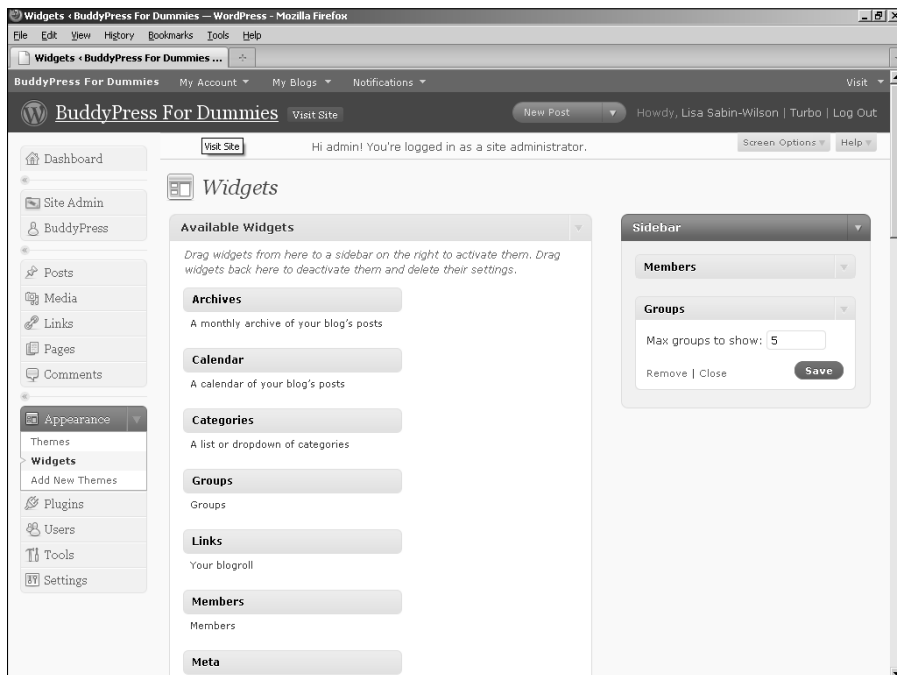 Widgets ‹ BuddyPress For Dummies — WordPress - Mozilla Firefox
File Edit View History Bookmarks Tools Help
Widgets ‹ BuddyPress For Dummies ...
BuddyPress For Dummies My Account My Blogs Notifications Visit
BuddyPress For Dummies Visit Site New Post Howdy, Lisa Sabin-Wilson | Turbo | Log Out
Visit Site Hi admin! You're logged in as a site administrator. Screen Options Help
Dashboard
Site Admin
BuddyPress
Posts
Media
Links
Pages
Comments
Appearance
Themes
Widgets
Add New Themes
Plugins
Users
Tools
Settings
Widgets
Available Widgets
Drag widgets from here to a sidebar on the right to activate them. Drag
widgets back here to deactivate them and delete their settings.
Archives
A monthly archive of your blog's posts
Calendar
A calendar of your blog's posts
Categories
A list or dropdown of categories
Groups
Groups
Links
Your blogroll
Members
Members
Meta
Sidebar
Members
Groups
Max groups to show: 5
Remove | Close Save